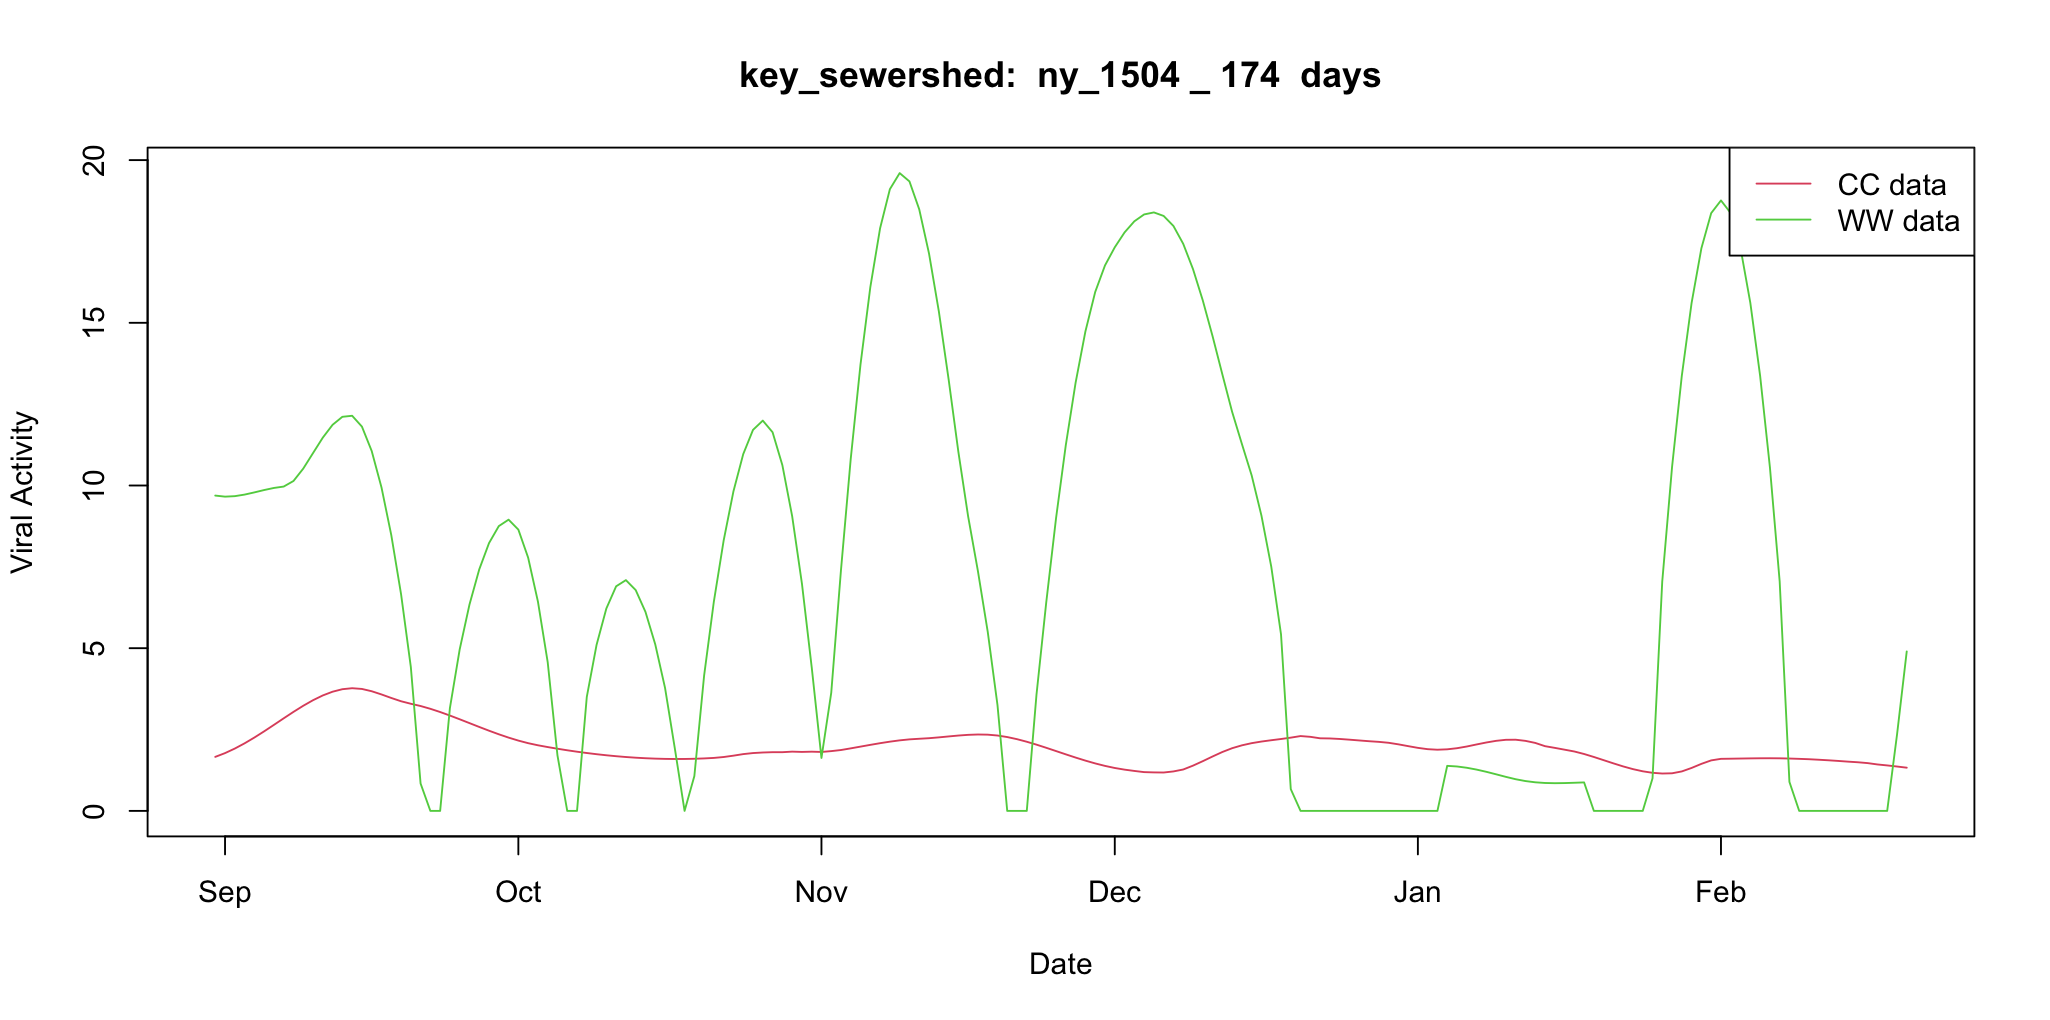 key_sewershed:  ny_1504 _ 174  days
CC data
WW data
20
15
10
5
0
Viral Activity
Sep Oct Nov Dec Jan Feb
Date